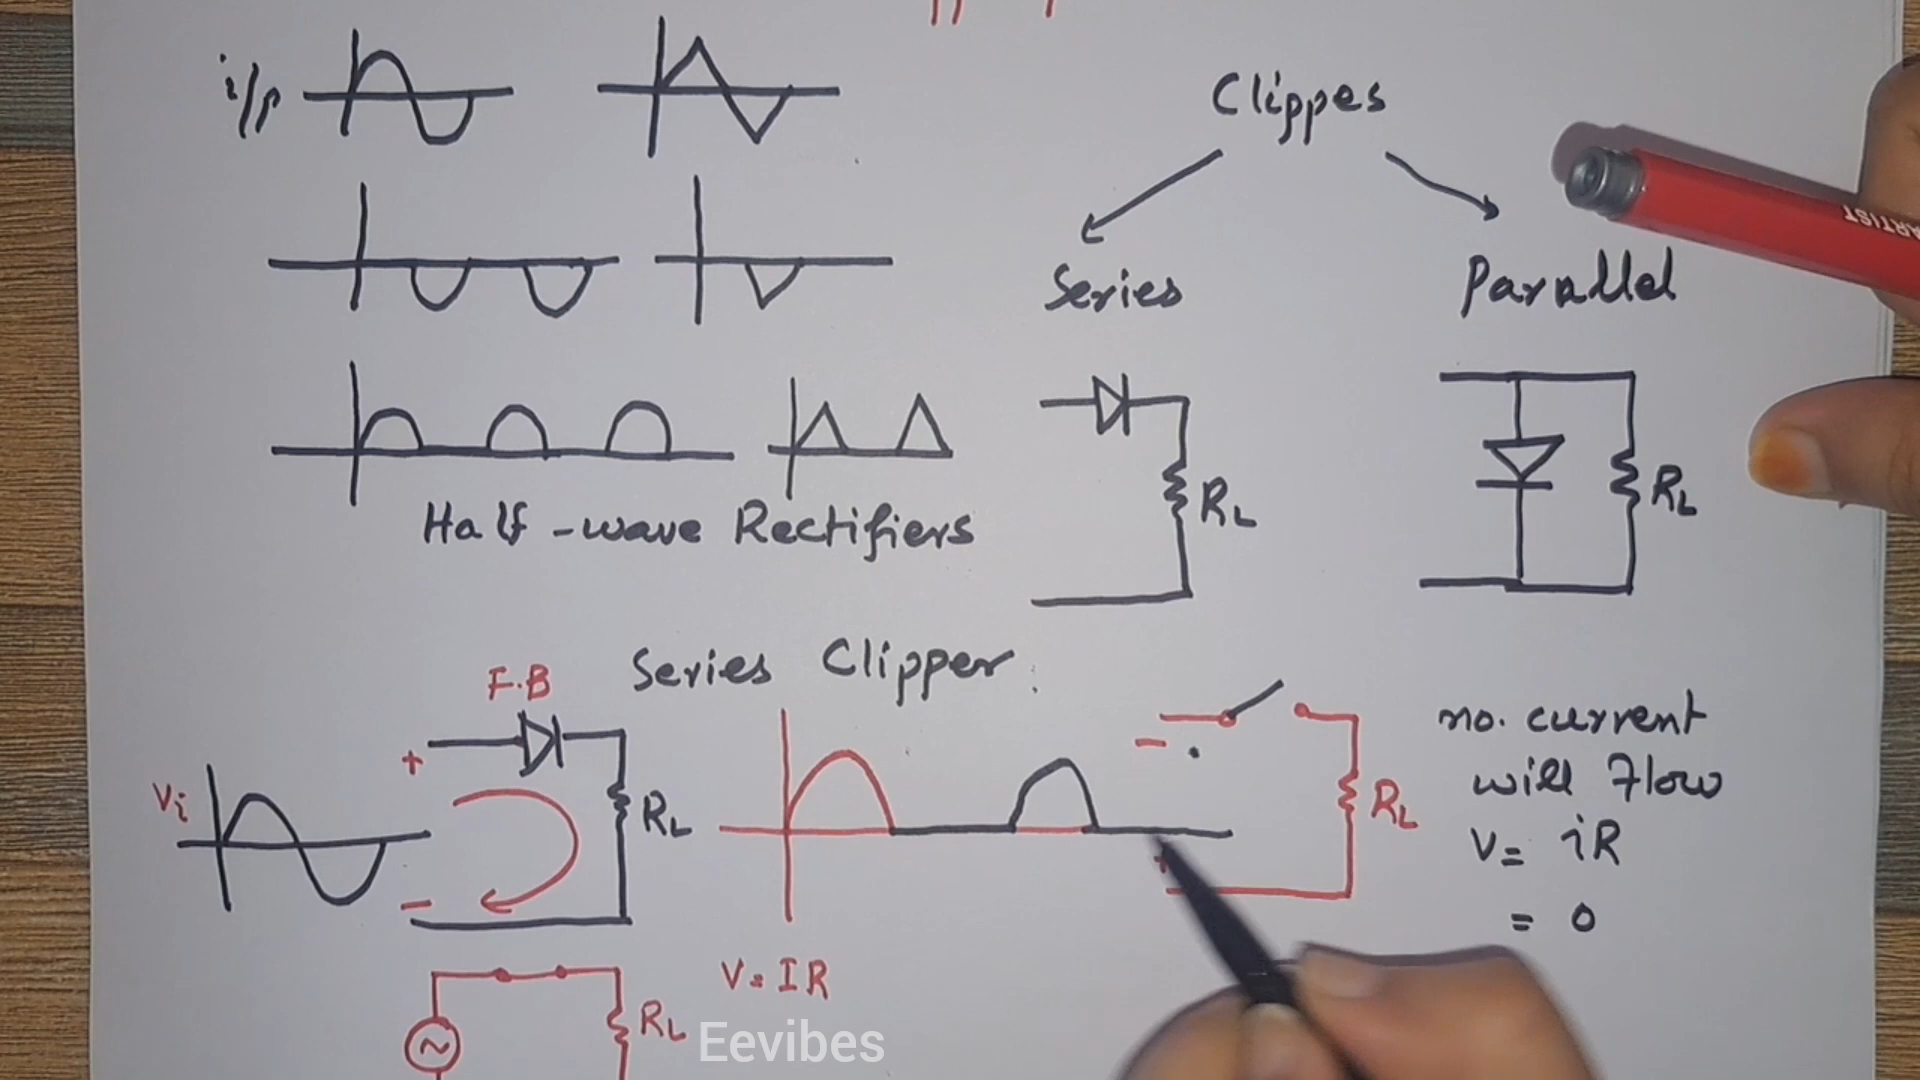 i/p
Clippes
Series
Parallel
RL
RL
Half-wave Rectifiers
Series Clipper:
F.B
+
-
Vi
RL
-
+
RL
no. current
will flow
V= iR
= 0
V= IR
RL
~
Eevibes
ARTIST